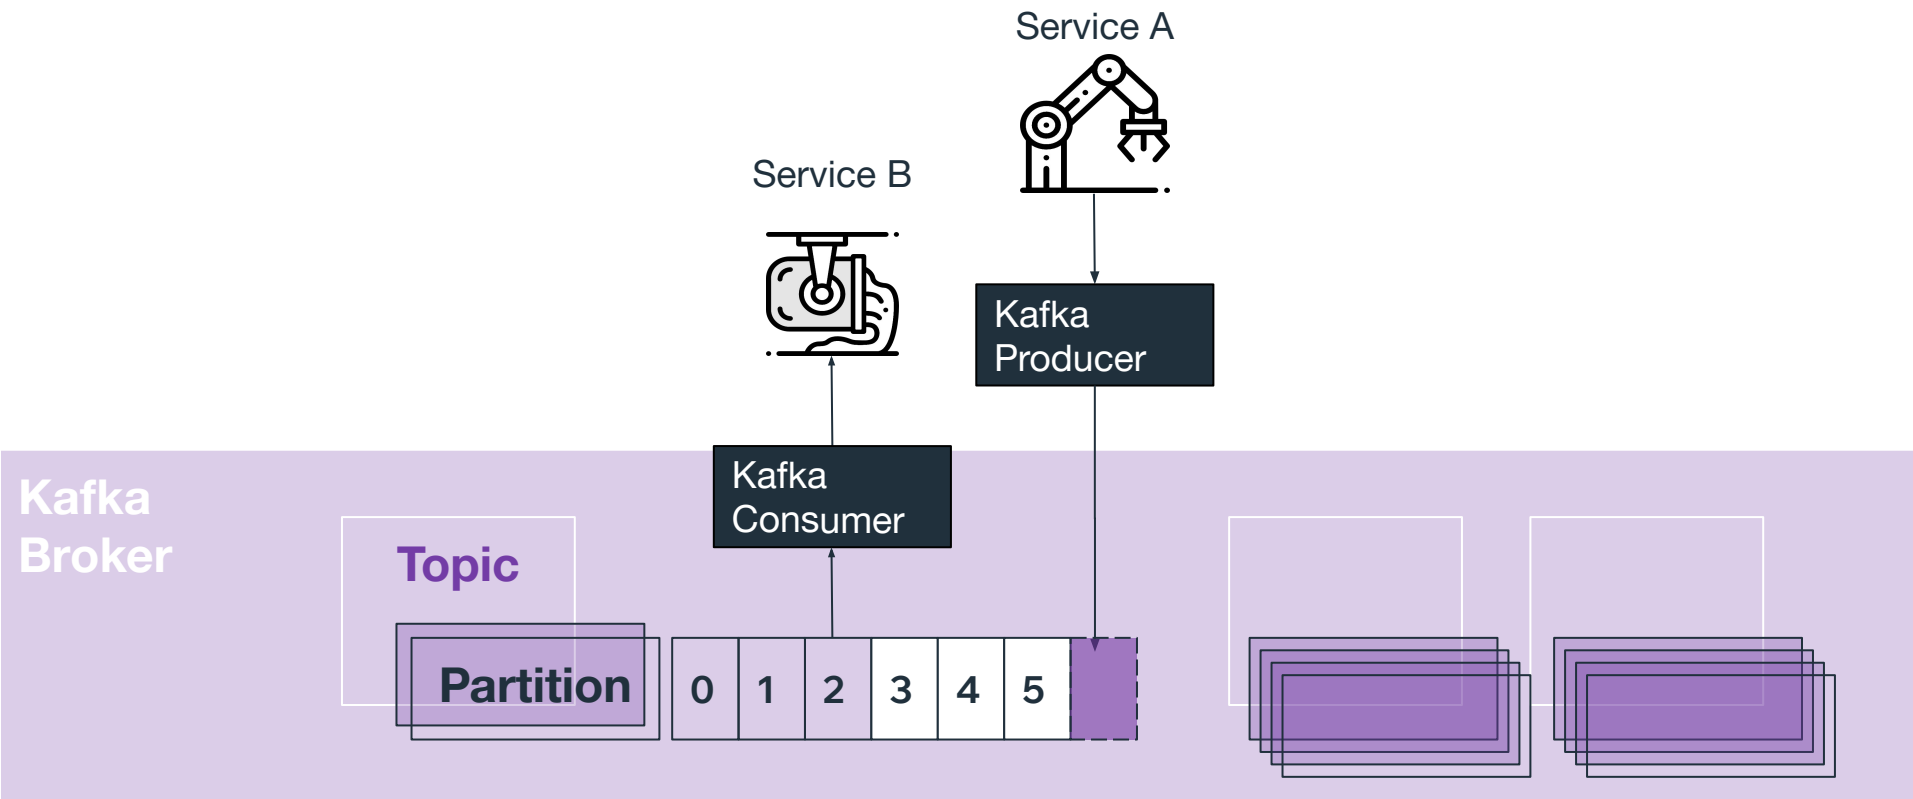 Service A
Service B
Kafka
Producer
Kafka
Consumer
Kafka
Broker
Topic
Partition
0 1 2 3 4 5